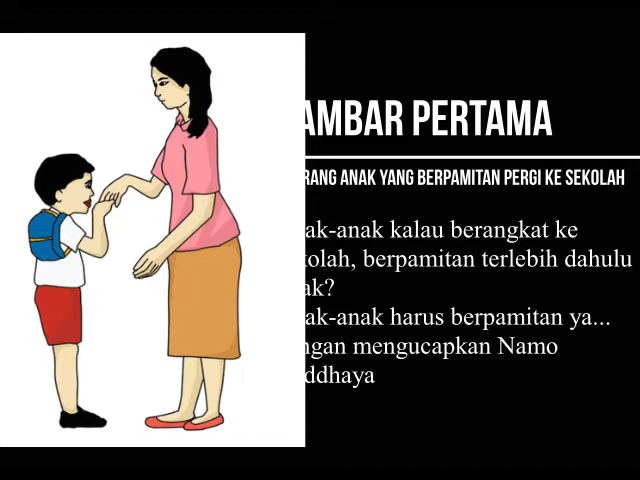 AMBAR PERTAMA
RANG ANAK YANG BERPAMITAN PERGI KE SEKOLAH
ak-anak kalau berangkat ke
kolah, berpamitan terlebih dahulu
ak?
ak-anak harus berpamitan ya...
ngan mengucapkan Namo
ddhaya